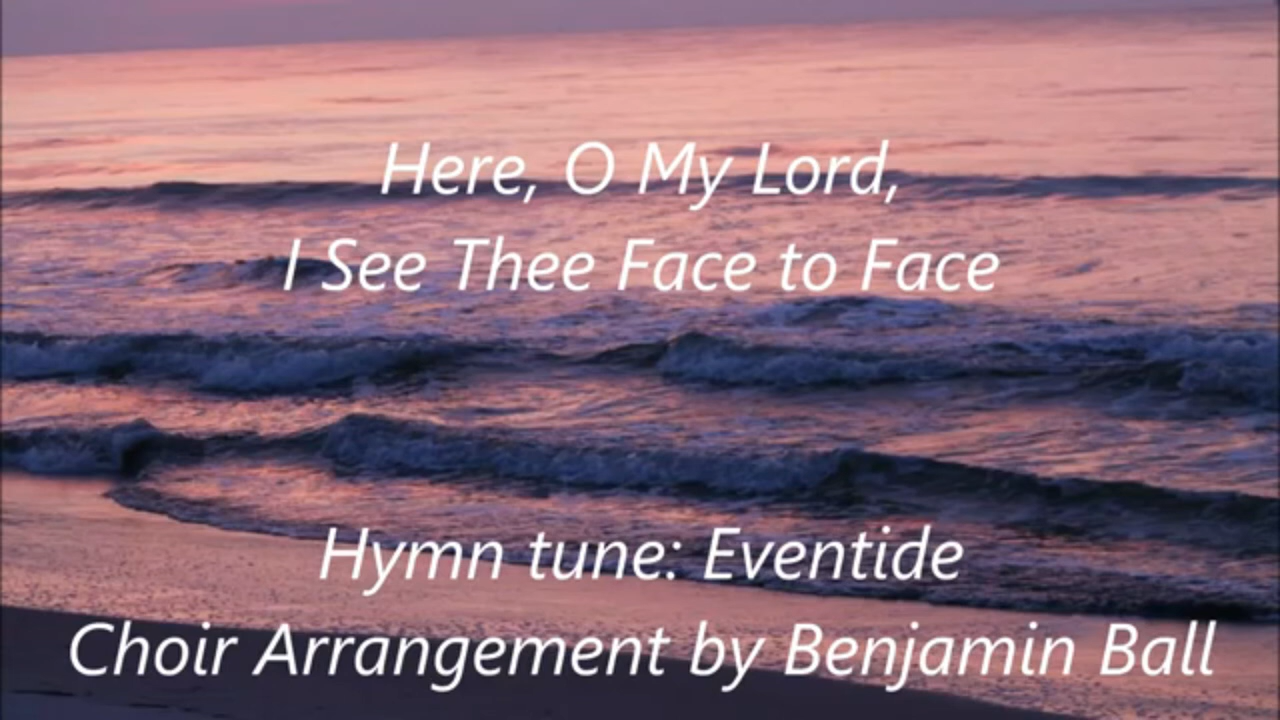 Here, O My Lord,
I See Thee Face to Face
Hymn tune: Eventide
Choir Arrangement by Benjamin Ball